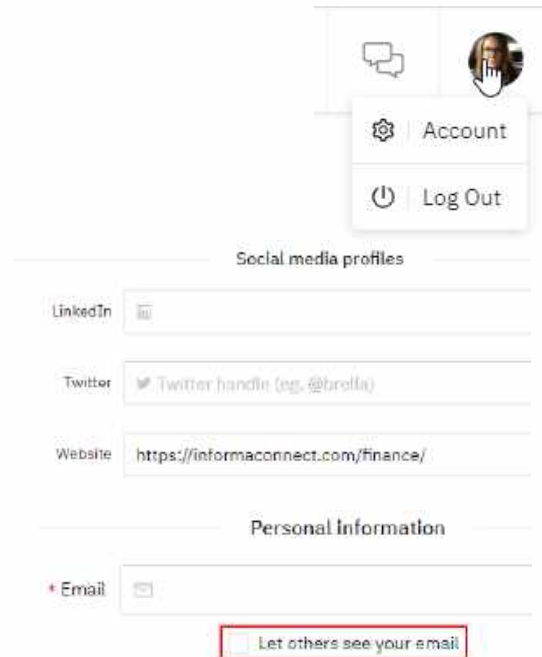 Account
Log Out
Social media profiles
LinkedIn
Twitter Twitter handle (eg. @brella)
Website https://informaconnect.com/finance/
Personal information
* Email
Let others see your email